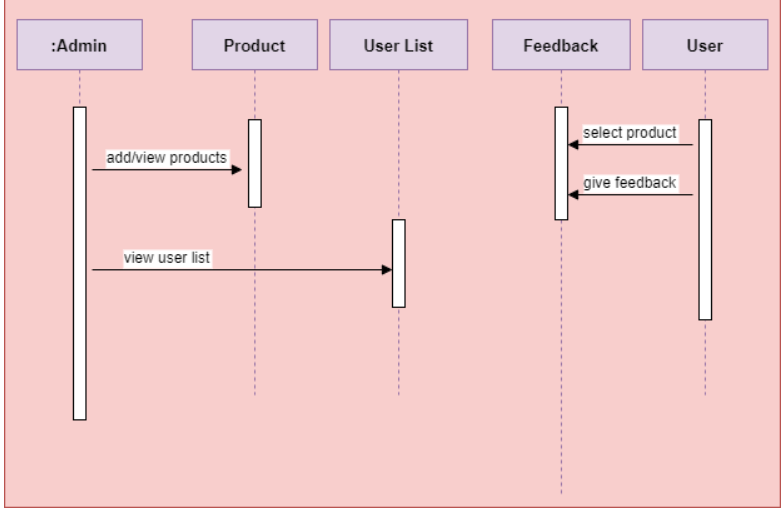 :Admin
Product
User List
Feedback
User
select product
add/view products
give feedback
view user list